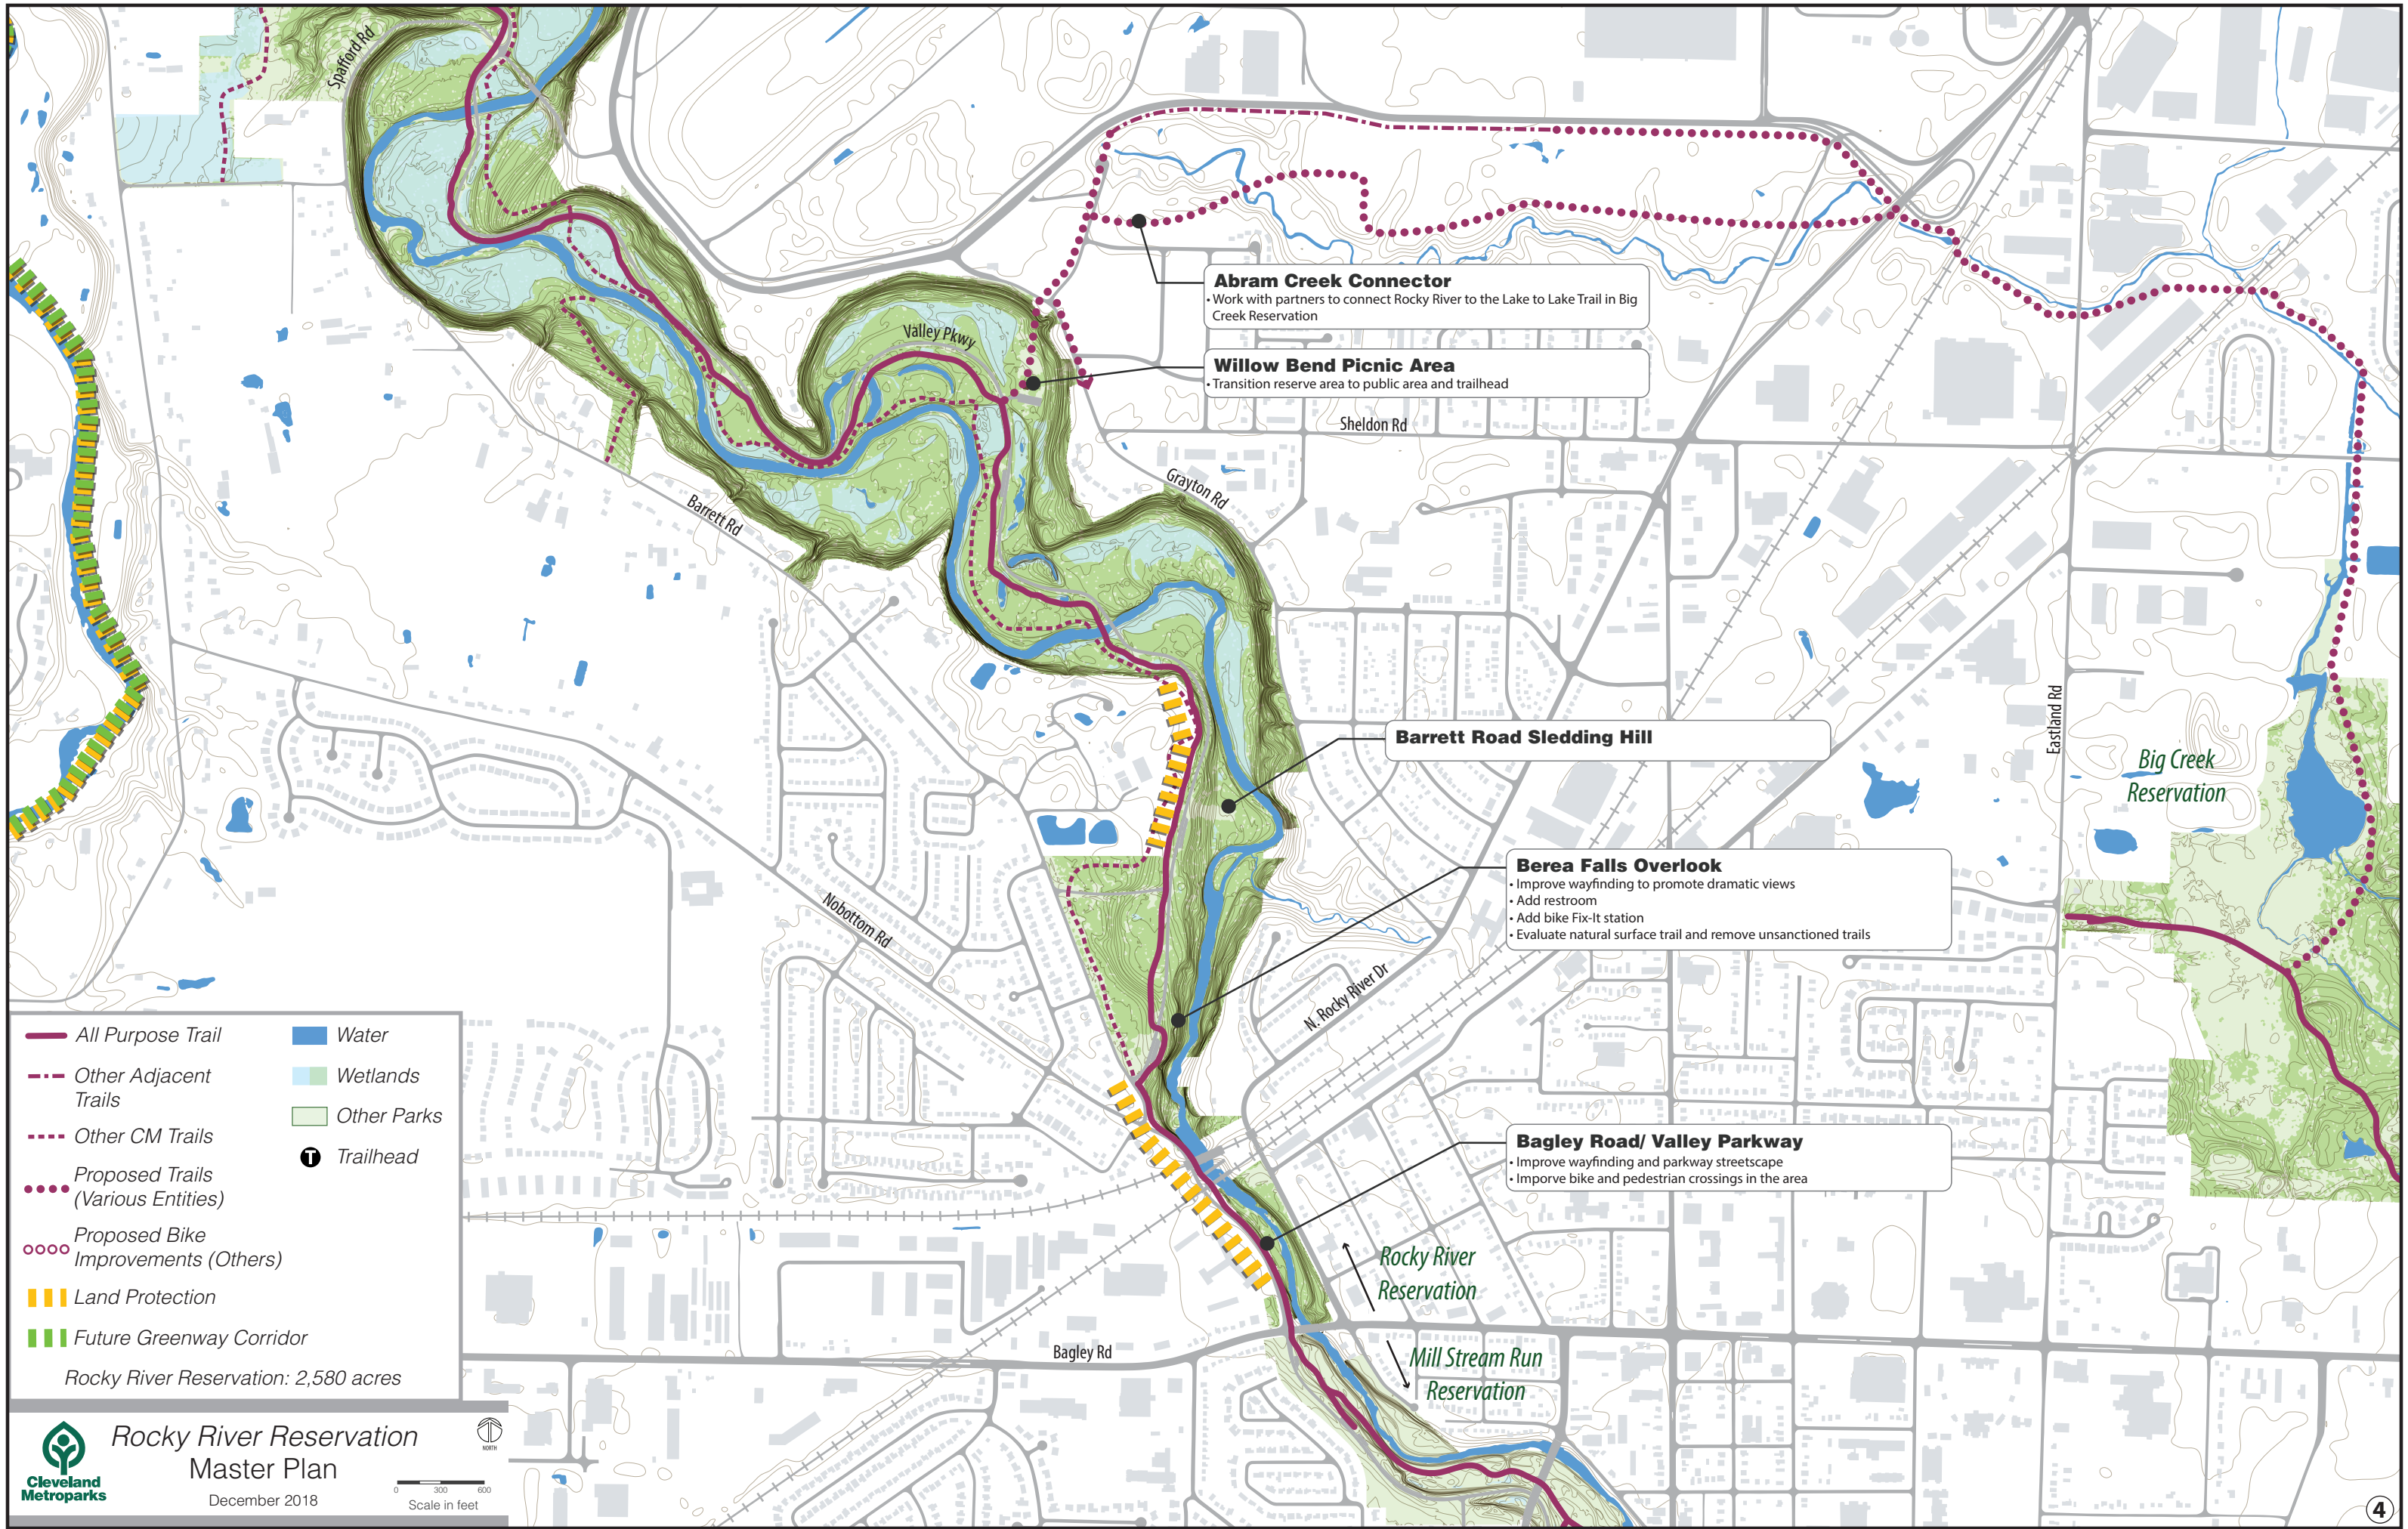 Spafford Rd
Valley Pkwy
Abram Creek Connector
• Work with partners to connect Rocky River to the Lake to Lake Trail in Big
Creek Reservation
Willow Bend Picnic Area
• Transition reserve area to public area and trailhead
Sheldon Rd
Grayton Rd
Barrett Rd
Barrett Road Sledding Hill
Eastland Rd
Big Creek
Reservation
Berea Falls Overlook
• Improve wayfinding to promote dramatic views
• Add restroom
• Add bike Fix-It station
• Evaluate natural surface trail and remove unsanctioned trails
Nobottom Rd
N. Rocky River Dr
Bagley Road/ Valley Parkway
• Improve wayfinding and parkway streetscape
• Imporve bike and pedestrian crossings in the area
Rocky River
Reservation
Mill Stream Run
Reservation
Bagley Rd
All Purpose Trail
Other Adjacent
Trails
Other CM Trails
Proposed Trails
(Various Entities)
Proposed Bike
Improvements (Others)
Land Protection
Future Greenway Corridor
Water
Wetlands
Other Parks
T Trailhead
Rocky River Reservation: 2,580 acres
Cleveland
Metroparks
Rocky River Reservation
Master Plan
December 2018
NORTH
0 300 600
Scale in feet
4